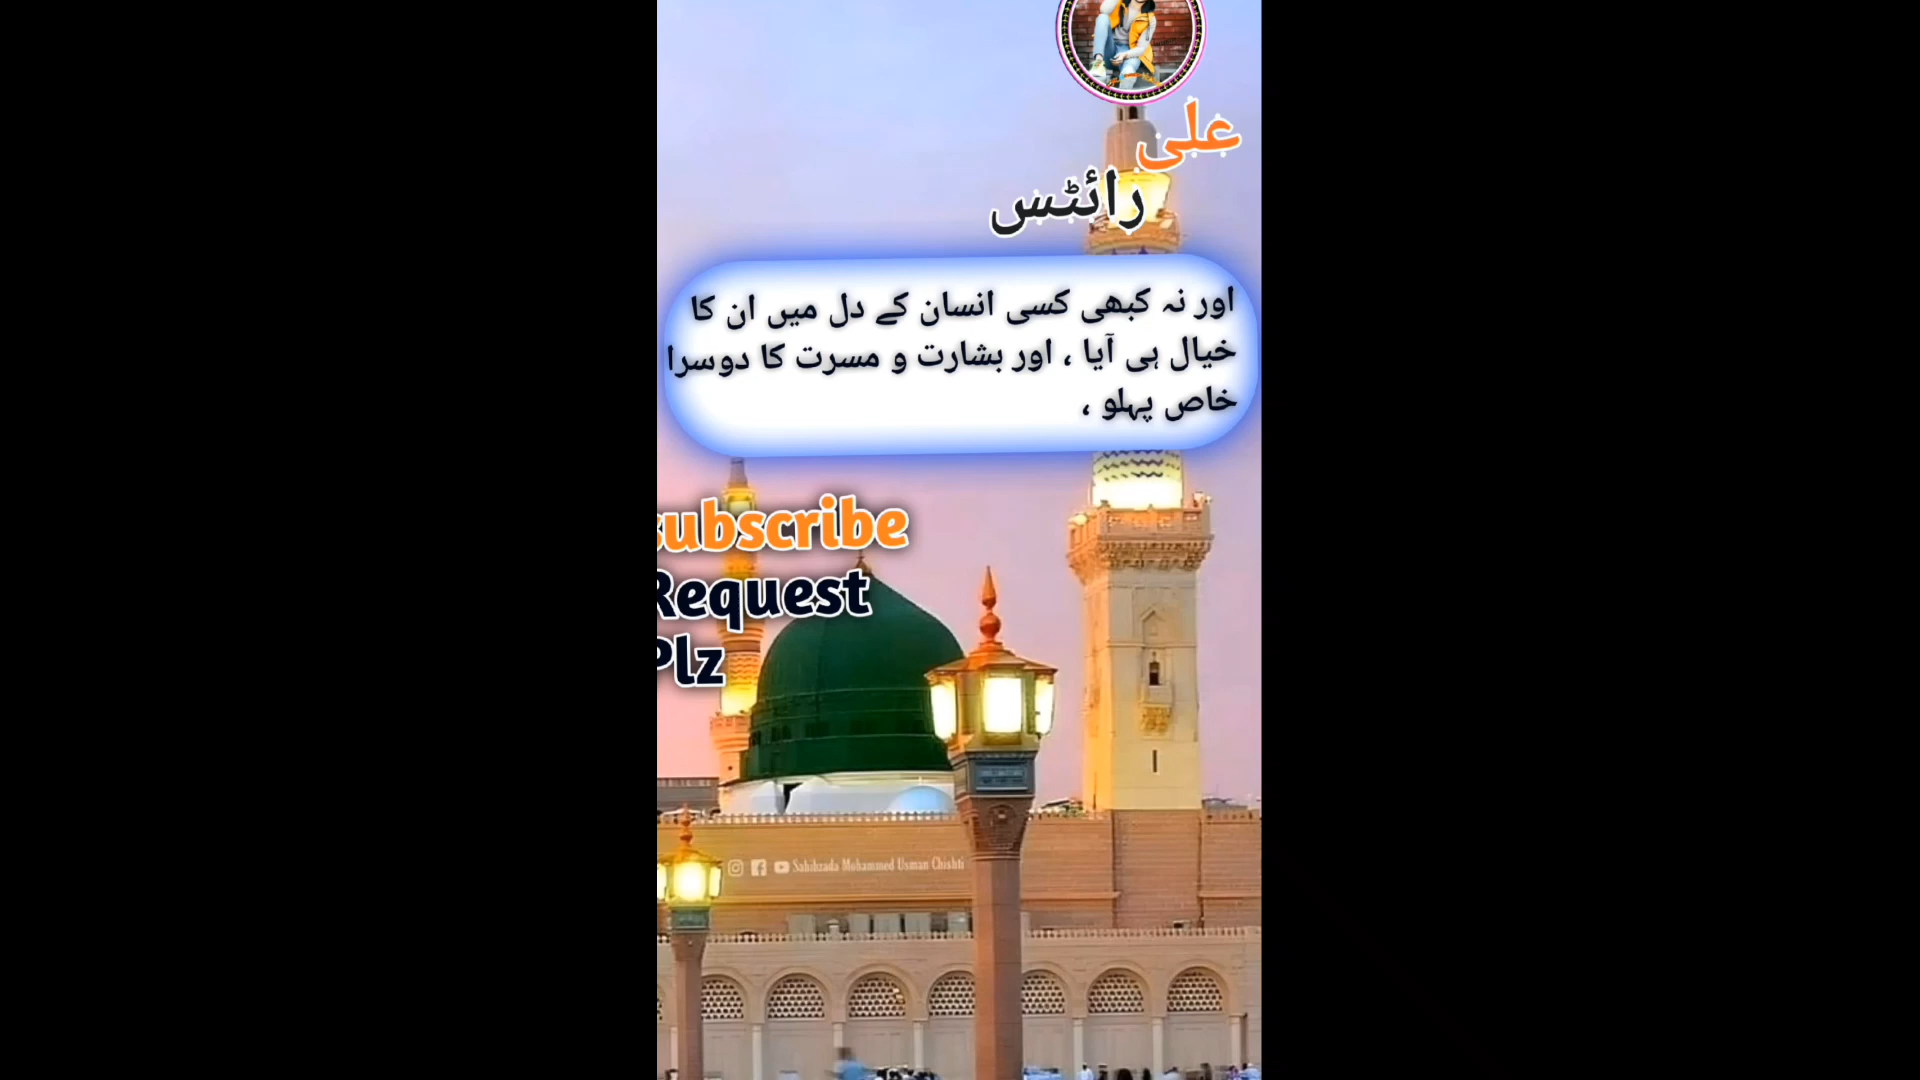 علی
رائٹس
اور نہ کبھی کسی انسان کے دل میں ان کا
خیال ہی آیا ، اور بشارت و مسرت کا دوسرا
خاص پہلو ،
subscribe
Request
Plz
Sahibzada Mohammed Usman Chishti